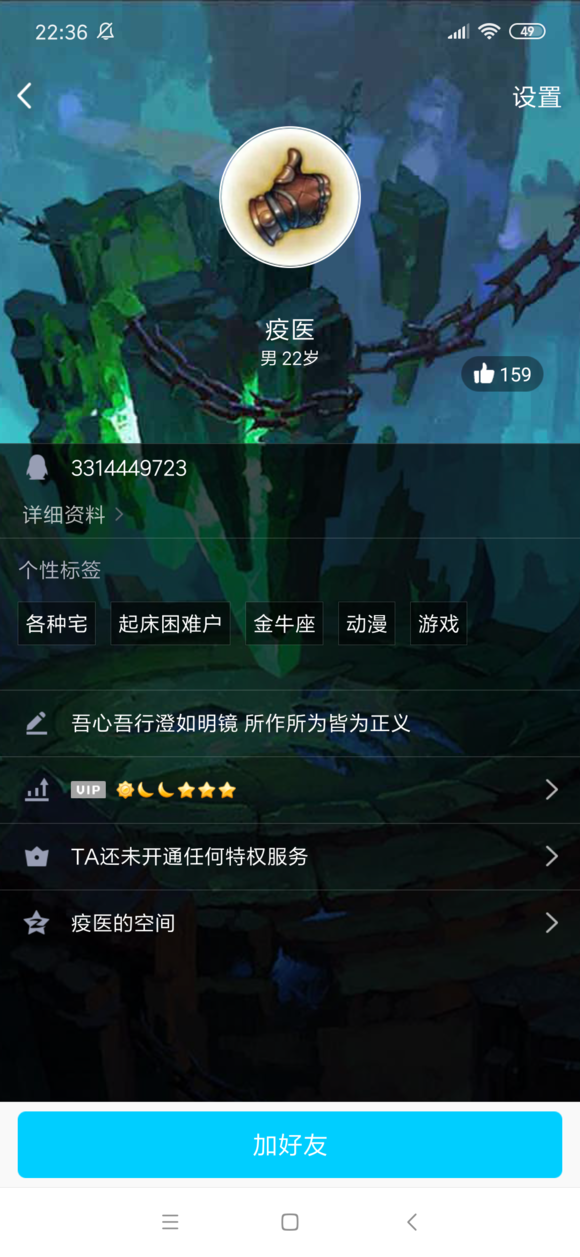 22:36
49
设置
疫医
男 22岁
159
3314449723
详细资料
个性标签
各种宅 起床困难户 金牛座 动漫 游戏
吾心吾行澄如明镜 所作所为皆为正义
VIP
TA还未开通任何特权服务
疫医的空间
加好友